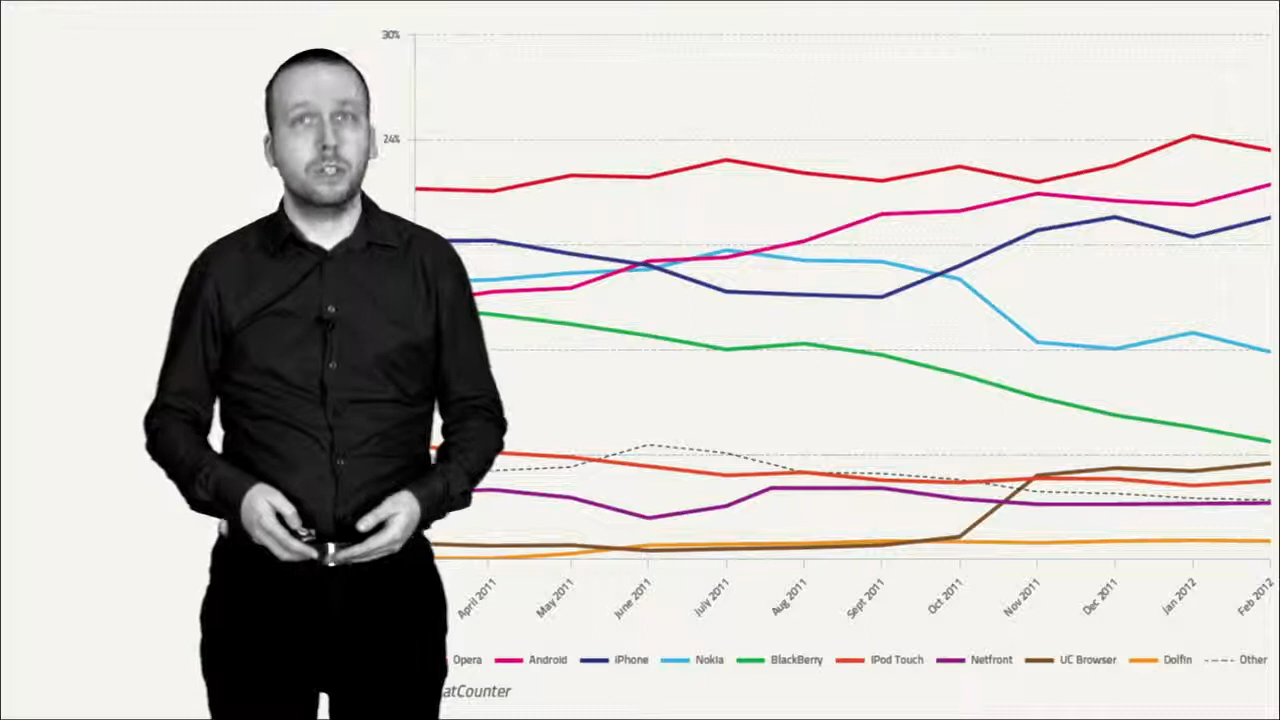 30%
24%
April 2011 May 2011 June 2011 July 2011 Aug 2011 Sept 2011 Oct 2011 Nov 2011 Dec 2011 Jan 2012 Feb 2012
Opera Android iPhone Nokia BlackBerry iPod Touch Netfront UC Browser Dolfin Other
atCounter